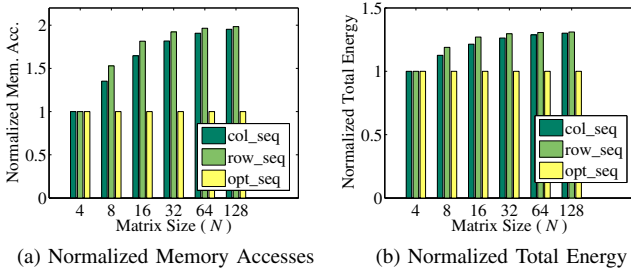 2
1.5
1
0.5
0
Normalized Mem. Acc.
col_seq
row_seq
opt_seq
4 8 16 32 64 128
Matrix Size ( N )
(a) Normalized Memory Accesses
1.5
1
0.5
0
Normalized Total Energy
col_seq
row_seq
opt_seq
4 8 16 32 64 128
Matrix Size ( N )
(b) Normalized Total Energy